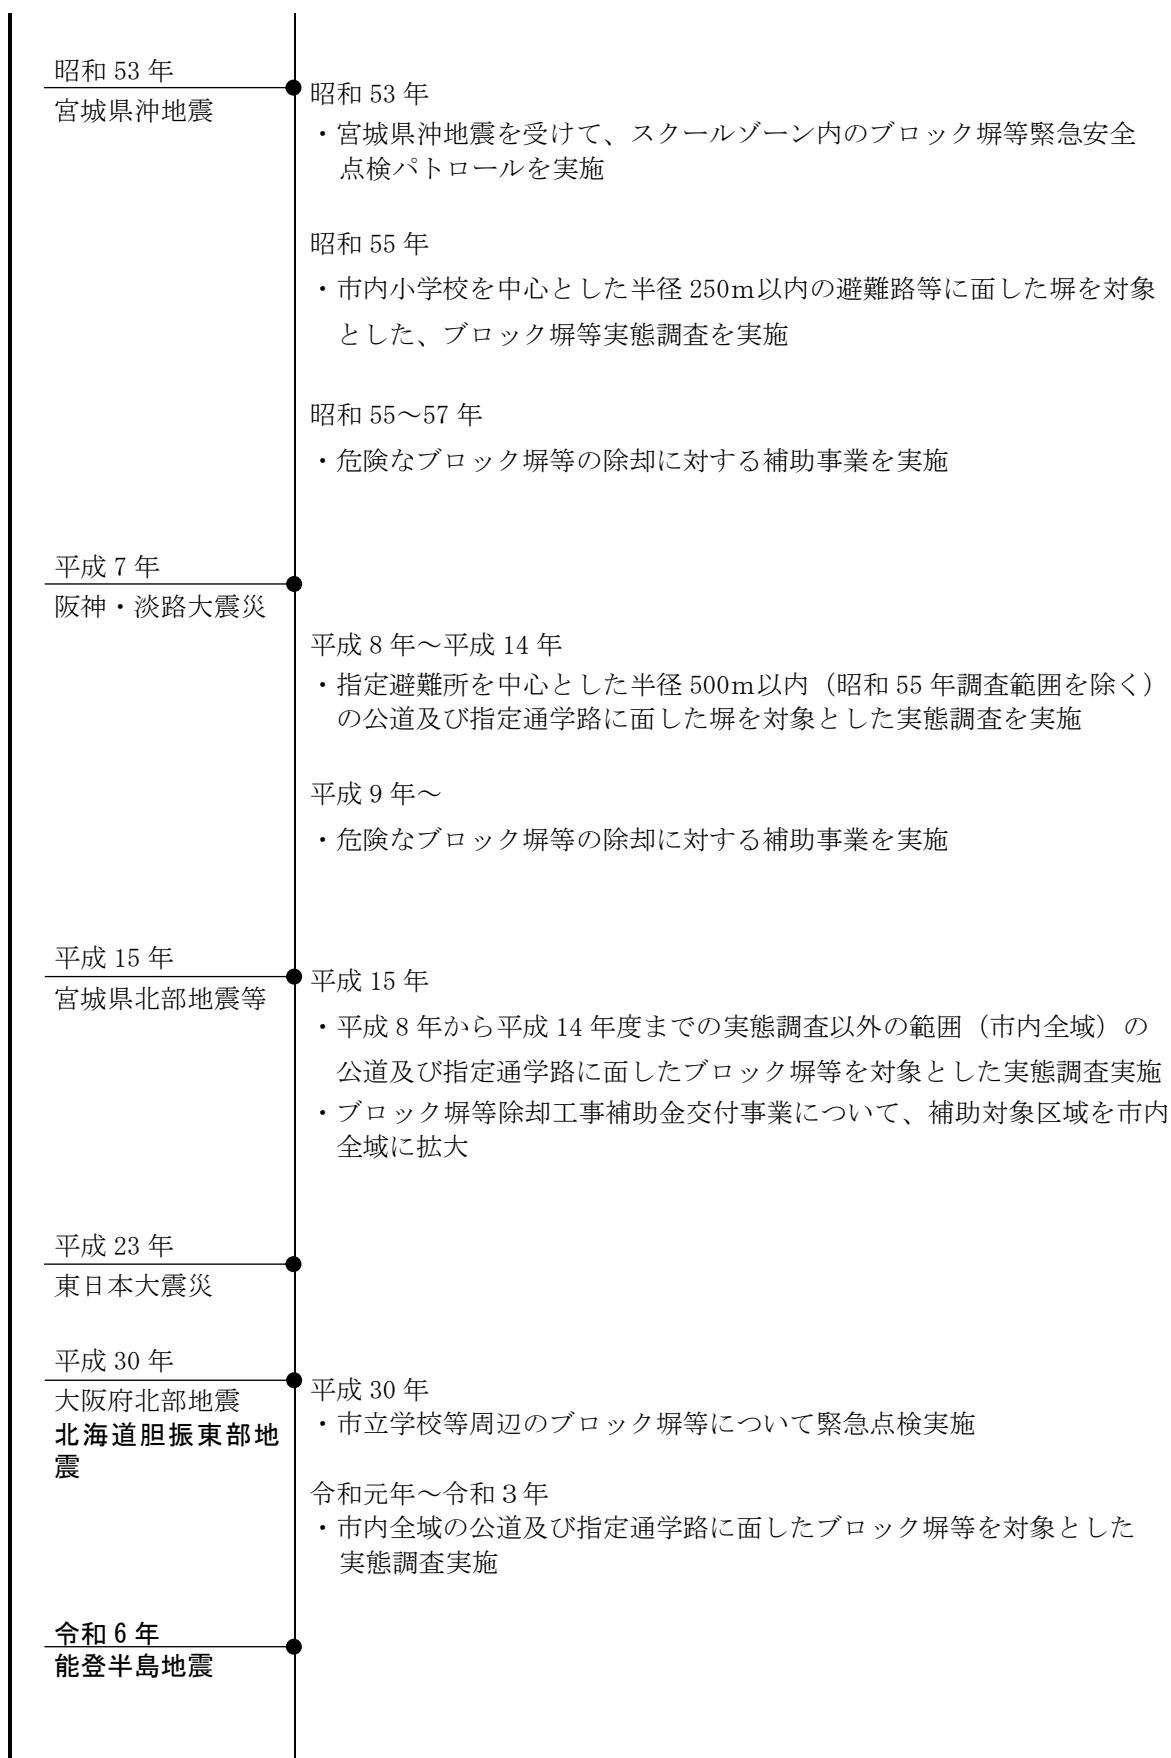 昭和 53 年
宮城県沖地震
昭和 53 年
・宮城県沖地震を受けて、スクールゾーン内のブロック塀等緊急安全
点検パトロールを実施
昭和 55 年
・市内小学校を中心とした半径 250ｍ以内の避難路等に面した塀を対象
とした、ブロック塀等実態調査を実施
昭和 55～57 年
・危険なブロック塀等の除却に対する補助事業を実施
平成 7 年
阪神・淡路大震災
平成 8 年～平成 14 年
・指定避難所を中心とした半径 500ｍ以内（昭和 55 年調査範囲を除く）
の公道及び指定通学路に面した塀を対象とした実態調査を実施
平成 9 年～
・危険なブロック塀等の除却に対する補助事業を実施
平成 15 年
宮城県北部地震等
平成 15 年
・平成 8 年から平成 14 年度までの実態調査以外の範囲（市内全域）の
公道及び指定通学路に面したブロック塀等を対象とした実態調査実施
・ブロック塀等除却工事補助金交付事業について、補助対象区域を市内
全域に拡大
平成 23 年
東日本大震災
平成 30 年
大阪府北部地震
北海道胆振東部地
震
平成 30 年
・市立学校等周辺のブロック塀等について緊急点検実施
令和元年～令和３年
・市内全域の公道及び指定通学路に面したブロック塀等を対象とした
実態調査実施
令和 6 年
能登半島地震